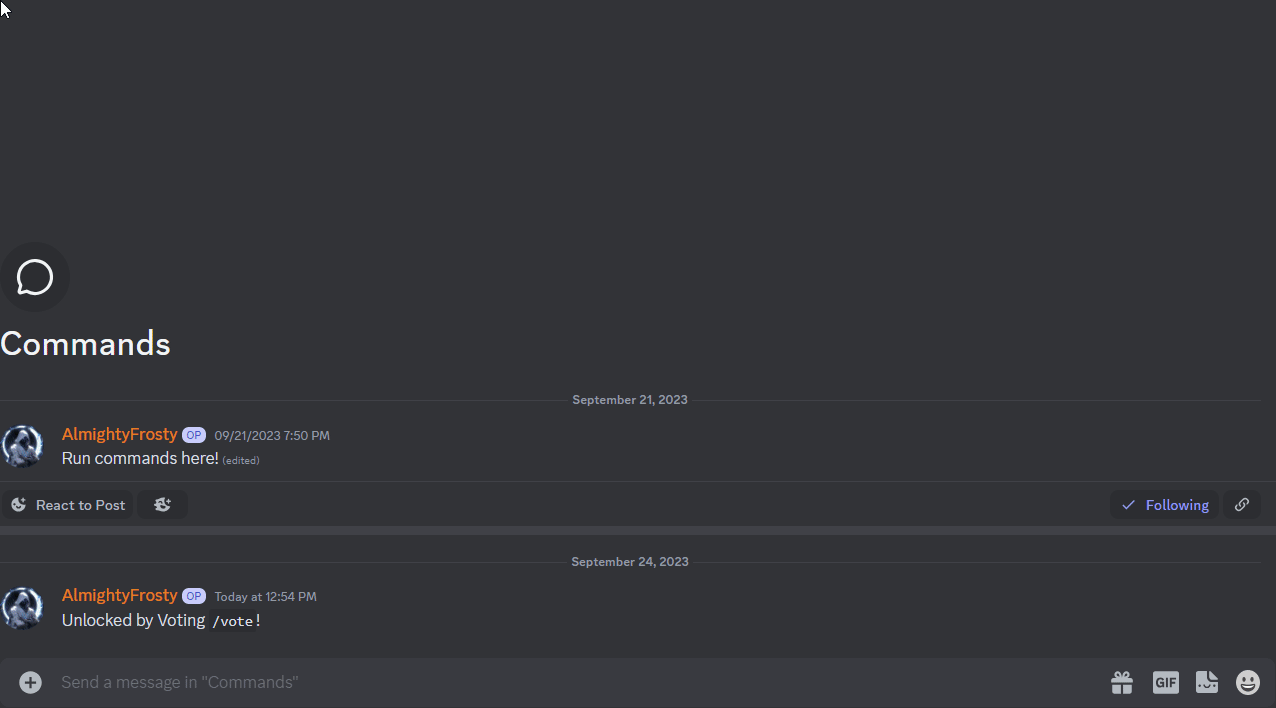 Commands
September 21, 2023
AlmightyFrosty OP 09/21/2023 7:50 PM
Run commands here! (edited)
React to Post
Following
September 24, 2023
AlmightyFrosty OP Today at 12:54 PM
Unlocked by Voting /vote!
Send a message in "Commands"
GIF